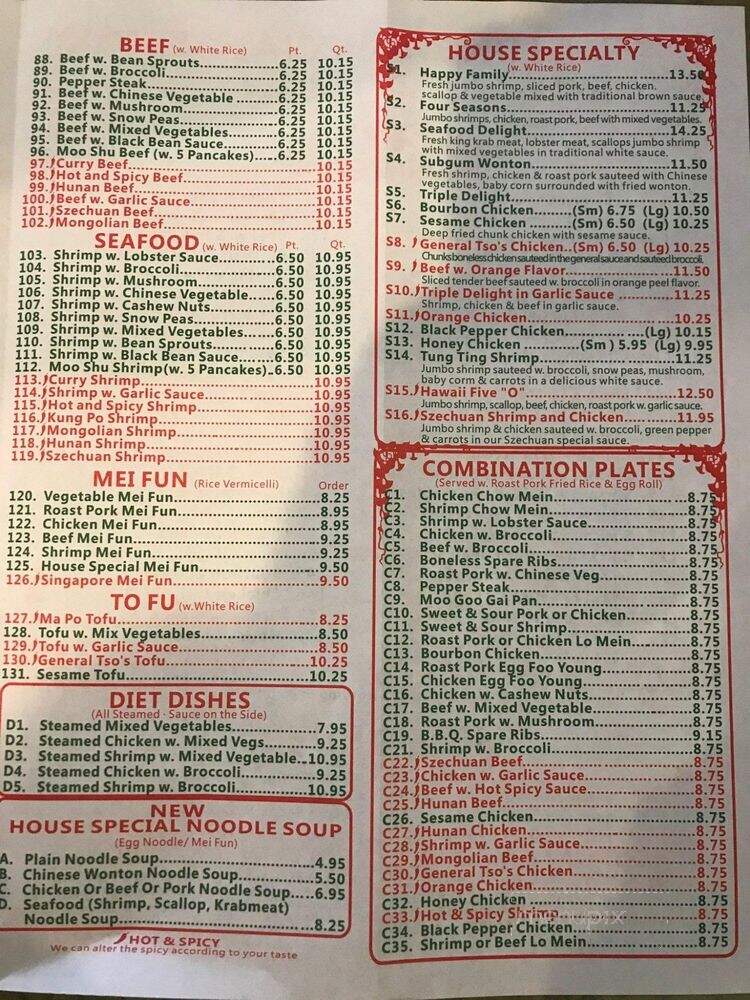 BEEF (w. White Rice) Pt. Qt.
88. Beef w. Bean Sprouts..................6.25 10.15
89. Beef w. Broccoli..................6.25 10.15
90. Pepper Steak..................6.25 10.15
91. Beef w. Chinese Vegetable..................6.25 10.15
92. Beef w. Mushroom..................6.25 10.15
93. Beef w. Snow Peas..................6.25 10.15
94. Beef w. Mixed Vegetables..................6.25 10.15
95. Beef w. Black Bean Sauce..................6.25 10.15
96. Moo Shu Beef (w. 5 Pancakes)....6.25 10.15
97. Curry Beef..................10.15
98. Hot and Spicy Beef..................10.15
99. Hunan Beef..................10.15
100. Beef w. Garlic Sauce..................10.15
101. Szechuan Beef..................10.15
102. Mongolian Beef..................10.15
SEAFOOD (w. White Rice) Pt. Qt.
103. Shrimp w. Lobster Sauce..........6.50 10.95
104. Shrimp w. Broccoli..........6.50 10.95
105. Shrimp w. Mushroom..........6.50 10.95
106. Shrimp w. Chinese Vegetable.....6.50 10.95
107. Shrimp w. Cashew Nuts..........6.50 10.95
108. Shrimp w. Snow Peas..........6.50 10.95
109. Shrimp w. Mixed Vegetables......6.50 10.95
110. Shrimp w. Bean Sprouts..........6.50 10.95
111. Shrimp w. Black Bean Sauce......6.50 10.95
112. Moo Shu Shrimp(w. 5 Pancakes)..6.50 10.95
113. Curry Shrimp..................10.95
114. Shrimp w. Garlic Sauce..................10.95
115. Hot and Spicy Shrimp..................10.95
116. Kung Po Shrimp..................10.95
117. Mongolian Shrimp..................10.95
118. Hunan Shrimp..................10.95
119. Szechuan Shrimp..................10.95
MEI FUN (Rice Vermicelli) Order
120. Vegetable Mei Fun..................8.25
121. Roast Pork Mei Fun..................8.95
122. Chicken Mei Fun..................8.95
123. Beef Mei Fun..................9.25
124. Shrimp Mei Fun..................9.25
125. House Special Mei Fun..................9.50
126. Singapore Mei Fun..................9.50
TO FU (w.White Rice)
127. Ma Po Tofu..................8.25
128. Tofu w. Mix Vegetables..................8.50
129. Tofu w. Garlic Sauce..................8.50
130. General Tso's Tofu..................10.25
131. Sesame Tofu..................10.25
DIET DISHES
(All Steamed - Sauce on the Side)
D1. Steamed Mixed Vegetables..................7.95
D2. Steamed Chicken w. Mixed Vegs..........9.25
D3. Steamed Shrimp w. Mixed Vegetable..10.95
D4. Steamed Chicken w. Broccoli..................9.25
D5. Steamed Shrimp w. Broccoli..................10.95
NEW
HOUSE SPECIAL NOODLE SOUP
(Egg Noodle/ Mei Fun)
A. Plain Noodle Soup..................4.95
B. Chinese Wonton Noodle Soup............5.50
C. Chicken Or Beef Or Pork Noodle Soup.....6.95
D. Seafood (Shrimp, Scallop, Krabmeat)
Noodle Soup..................8.25
HOT & SPICY
We can alter the spicy according to your taste
HOUSE SPECIALTY
(w. White Rice)
S1. Happy Family..................13.50
Fresh jumbo shrimp, sliced pork, beef, chicken.
scallop & vegetable mixed with traditional brown sauce
S2. Four Seasons..................11.25
Jumbo shrimps, chicken, roast pork, beef with mixed vegetables.
S3. Seafood Delight..................14.25
Fresh king krab meat, lobster meat, scallops jumbo shrimp
with mixed vegetables in traditional white sauce.
S4. Subgum Wonton..................11.50
Fresh shrimp, chicken & roast pork sauteed with Chinese
vegetables, baby corn surrounded with fried wonton.
S5. Triple Delight..................11.25
S6. Bourbon Chicken.........(Sm) 6.75 (Lg) 10.50
S7. Sesame Chicken..........(Sm) 6.50 (Lg) 10.25
Deep fried chunk chicken with sesame sauce.
S8. General Tso's Chicken..(Sm) 6.50 (Lg) 10.25
Chunks boneless chicken sauteed in the general sauce and sauteed broccoli.
S9. Beef w. Orange Flavor..................11.50
Sliced tender beef sauteed w. broccoli in orange peel flavor.
S10. Triple Delight in Garlic Sauce..................11.25
Shrimp, chicken & beef in garlic sauce.
S11. Orange Chicken..................10.25
S12. Black Pepper Chicken..................(Lg) 10.15
S13. Honey Chicken ............(Sm ) 5.95 (Lg) 9.95
S14. Tung Ting Shrimp..................11.25
Jumbo shrimp sauteed w. broccoli, snow peas, mushroom,
baby corn & carrots in a delicious white sauce.
S15. Hawaii Five "O"..................12.50
Jumbo shrimp, scallop, beef, chicken, roast pork w. garlic sauce.
S16. Szechuan Shrimp and Chicken..........11.95
Jumbo shrimp & chicken sauteed w. broccoli, green pepper
& carrots in our Szechuan special sauce.
COMBINATION PLATES
(Served w. Roast Pork Fried Rice & Egg Roll)
C1. Chicken Chow Mein..................8.75
C2. Shrimp Chow Mein..................8.75
C3. Shrimp w. Lobster Sauce..................8.75
C4. Chicken w. Broccoli..................8.75
C5. Beef w. Broccoli..................8.75
C6. Boneless Spare Ribs..................8.75
C7. Roast Pork w. Chinese Veg..................8.75
C8. Pepper Steak..................8.75
C9. Moo Goo Gai Pan..................8.75
C10. Sweet & Sour Pork or Chicken..................8.75
C11. Sweet & Sour Shrimp..................8.75
C12. Roast Pork or Chicken Lo Mein..................8.75
C13. Bourbon Chicken..................8.75
C14. Roast Pork Egg Foo Young..................8.75
C15. Chicken Egg Foo Young..................8.75
C16. Chicken w. Cashew Nuts..................8.75
C17. Beef w. Mixed Vegetable..................8.75
C18. Roast Pork w. Mushroom..................8.75
C19. B.B.Q. Spare Ribs..................9.15
C21. Shrimp w. Broccoli..................8.75
C22. Szechuan Beef..................8.75
C23. Chicken w. Garlic Sauce..................8.75
C24. Beef w. Hot Spicy Sauce..................8.75
C25. Hunan Beef..................8.75
C26. Sesame Chicken..................8.75
C27. Hunan Chicken..................8.75
C28. Shrimp w. Garlic Sauce..................8.75
C29. Mongolian Beef..................8.75
C30. General Tso's Chicken..................8.75
C31. Orange Chicken..................8.75
C32. Honey Chicken..................8.75
C33. Hot & Spicy Shrimp..................8.75
C34. Black Pepper Chicken..................8.75
C35. Shrimp or Beef Lo Mein..................8.75